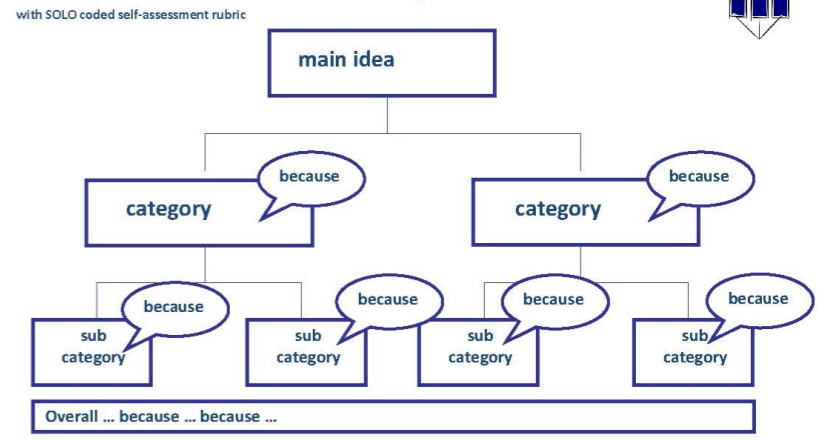 with SOLO coded self-assessment rubric
main idea
because
because
category
category
because
because
because
because
sub
category
sub
category
sub
category
sub
category
Overall ... because ... because ...